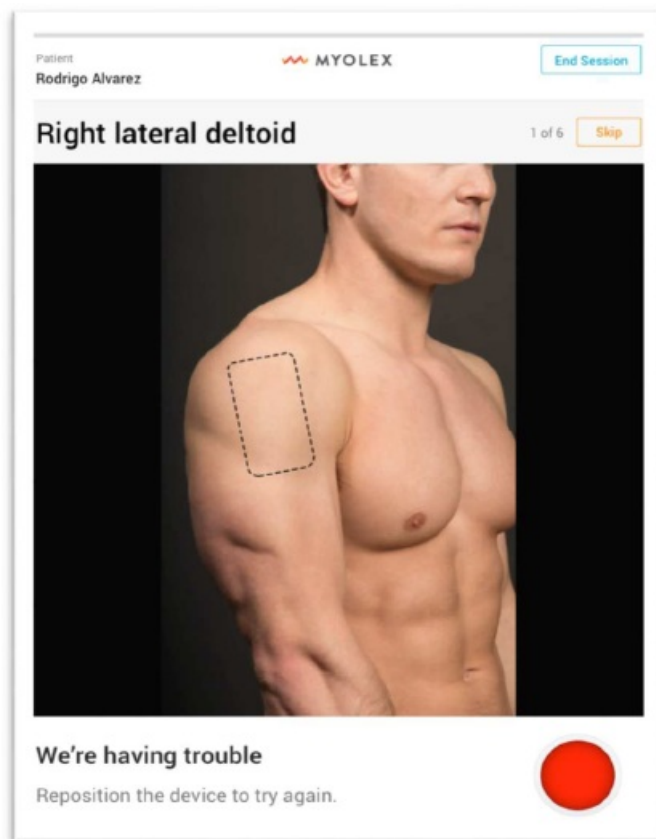 Patient
Rodrigo Alvarez
MYOLEX
End Session
Right lateral deltoid
1 of 6
Skip
We're having trouble
Reposition the device to try again.